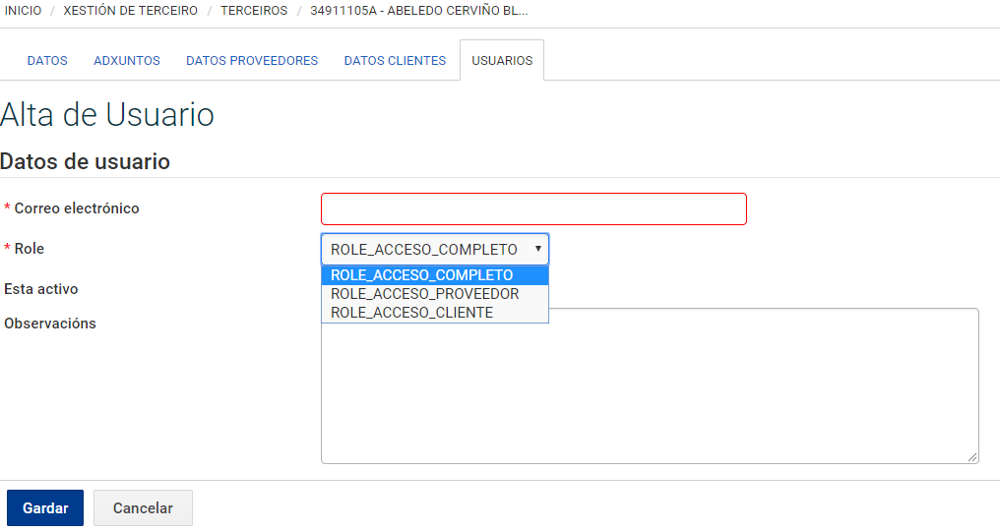 INICIO / XESTIÓN DE TERCEIRO / TERCEIROS / 34911105A - ABELEDO CERVIÑO BL...
DATOS ADXUNTOS DATOS PROVEEDORES DATOS CLIENTES USUARIOS
Alta de Usuario
Datos de usuario
* Correo electrónico
* Role ROLE_ACCESO_COMPLETO
ROLE_ACCESO_COMPLETO
Esta activo
ROLE_ACCESO_PROVEEDOR
ROLE_ACCESO_CLIENTE
Observacións
Gardar Cancelar